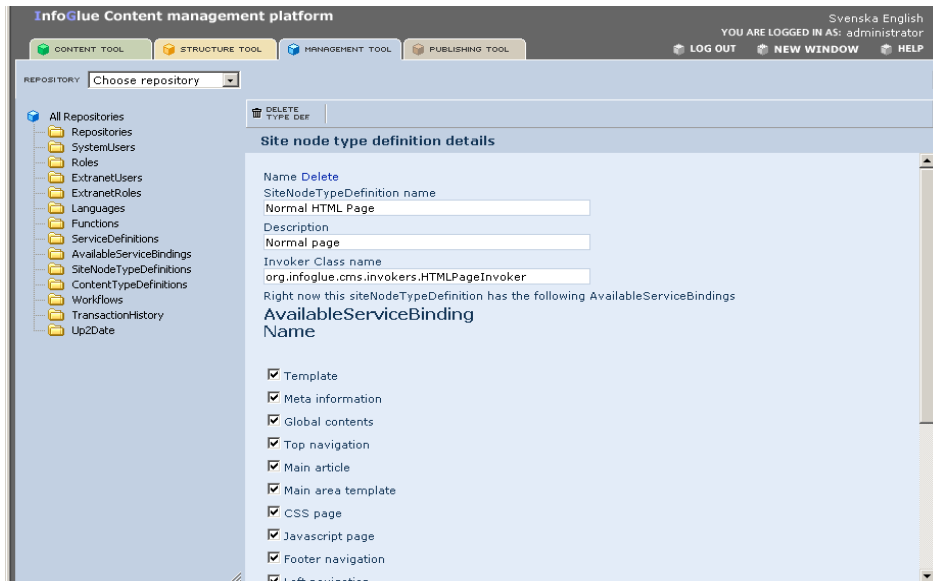 InfoGlue Content management platform
Svenska English
YOU ARE LOGGED IN AS: administrator
CONTENT TOOL
STRUCTURE TOOL
MANAGEMENT TOOL
PUBLISHING TOOL
LOG OUT
NEW WINDOW
HELP
REPOSITORY
Choose repository
All Repositories
Repositories
SystemUsers
Roles
ExtranetUsers
ExtranetRoles
Languages
Functions
ServiceDefinitions
AvailableServiceBindings
SiteNodeTypeDefinitions
ContentTypeDefinitions
Workflows
TransactionHistory
Up2Date
DELETE
TYPE DEF
Site node type definition details
Name Delete
SiteNodeTypeDefinition name
Normal HTML Page
Description
Normal page
Invoker Class name
org.infoglue.cms.invokers.HTMLPageInvoker
Right now this siteNodeTypeDefinition has the following AvailableServiceBindings
AvailableServiceBinding
Name
Template
Meta information
Global contents
Top navigation
Main article
Main area template
CSS page
Javascript page
Footer navigation
Left navigation